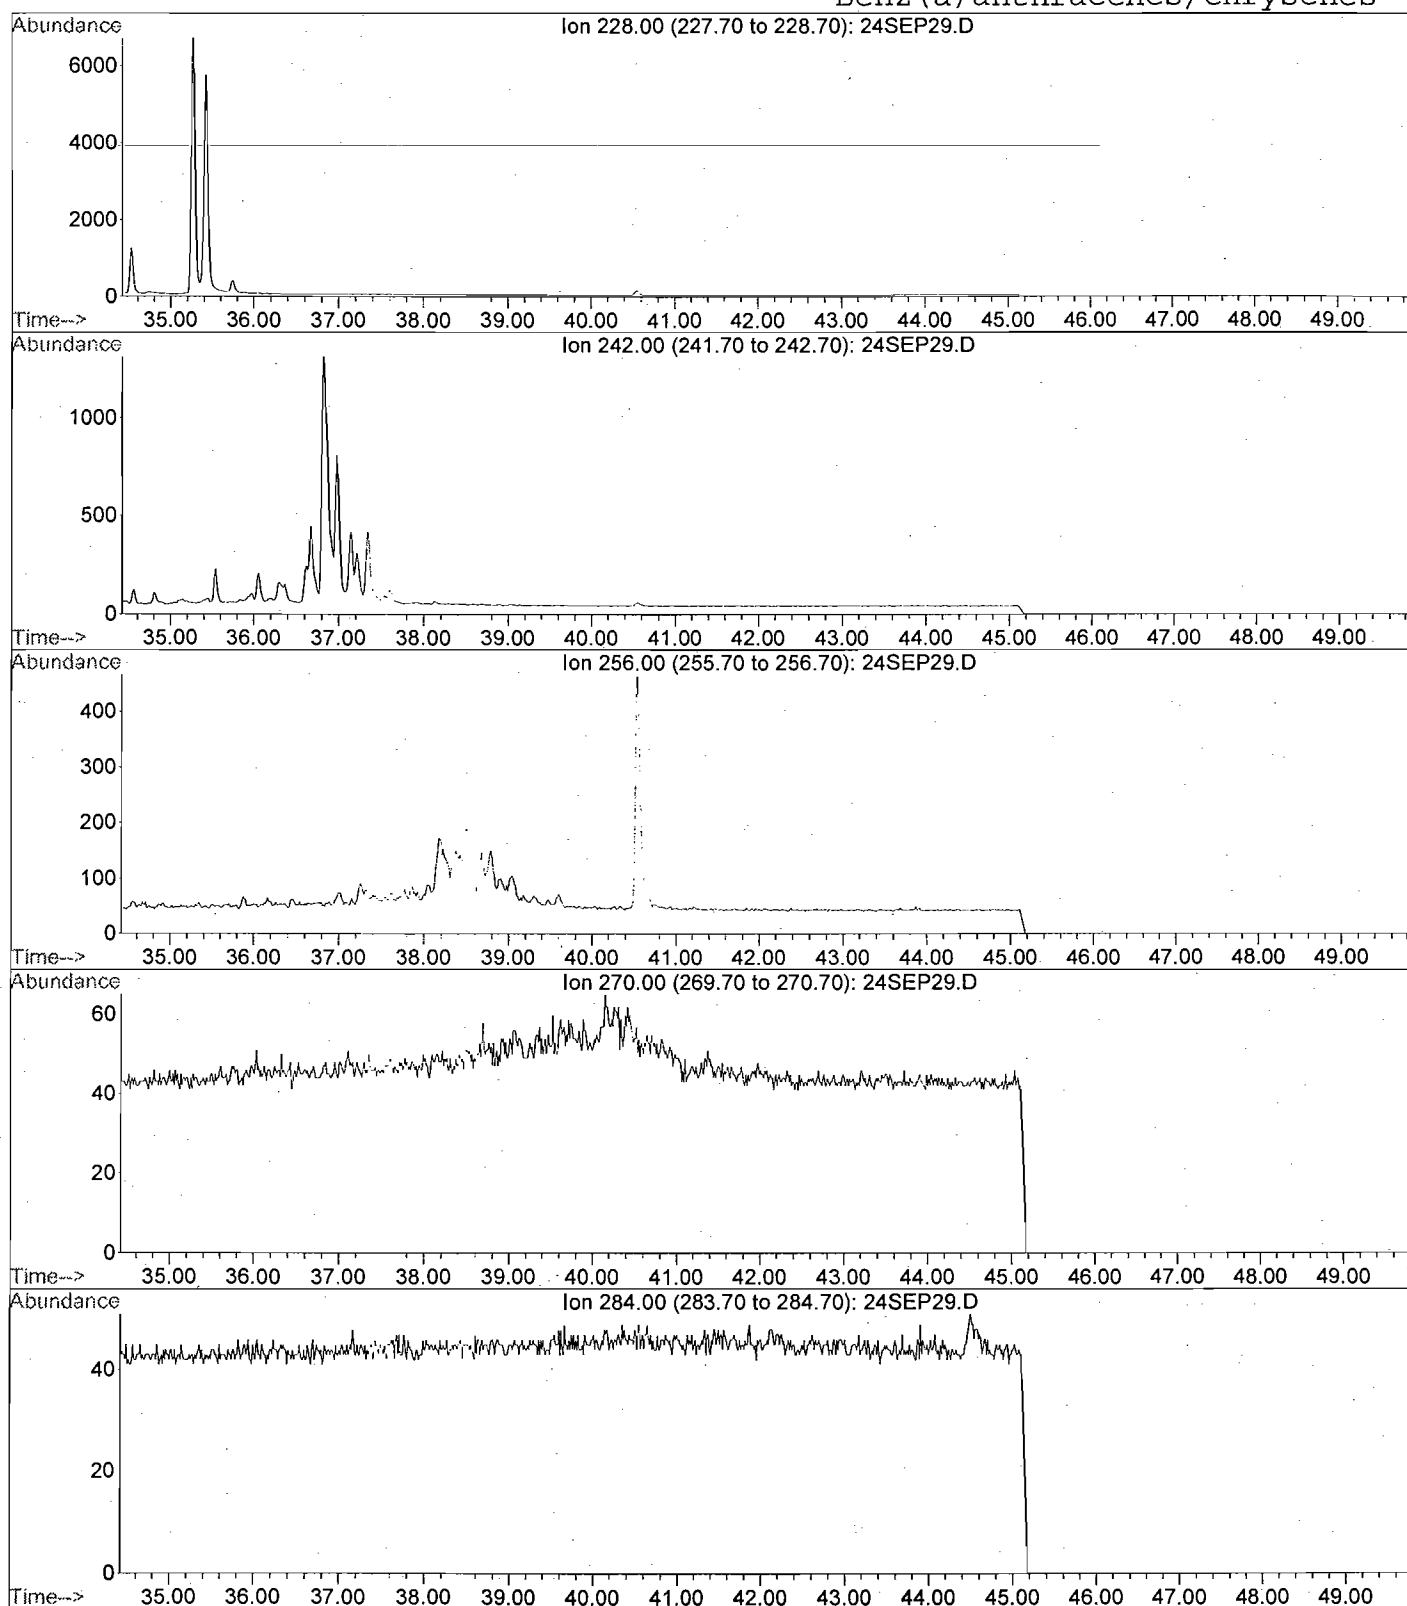 Benz(a)anthracenes/chrysenes
Abundance
Ion 228.00 (227.70 to 228.70): 24SEP29.D
6000
4000
2000
0
Time-->
35.00 36.00 37.00 38.00 39.00 40.00 41.00 42.00 43.00 44.00 45.00 46.00 47.00 48.00 49.00
Abundance
Ion 242.00 (241.70 to 242.70): 24SEP29.D
1000
500
0
Time-->
35.00 36.00 37.00 38.00 39.00 40.00 41.00 42.00 43.00 44.00 45.00 46.00 47.00 48.00 49.00
Abundance
Ion 256.00 (255.70 to 256.70): 24SEP29.D
400
300
200
100
0
Time-->
35.00 36.00 37.00 38.00 39.00 40.00 41.00 42.00 43.00 44.00 45.00 46.00 47.00 48.00 49.00
Abundance
Ion 270.00 (269.70 to 270.70): 24SEP29.D
60
40
20
0
Time-->
35.00 36.00 37.00 38.00 39.00 40.00 41.00 42.00 43.00 44.00 45.00 46.00 47.00 48.00 49.00
Abundance
Ion 284.00 (283.70 to 284.70): 24SEP29.D
40
20
0
Time-->
35.00 36.00 37.00 38.00 39.00 40.00 41.00 42.00 43.00 44.00 45.00 46.00 47.00 48.00 49.00